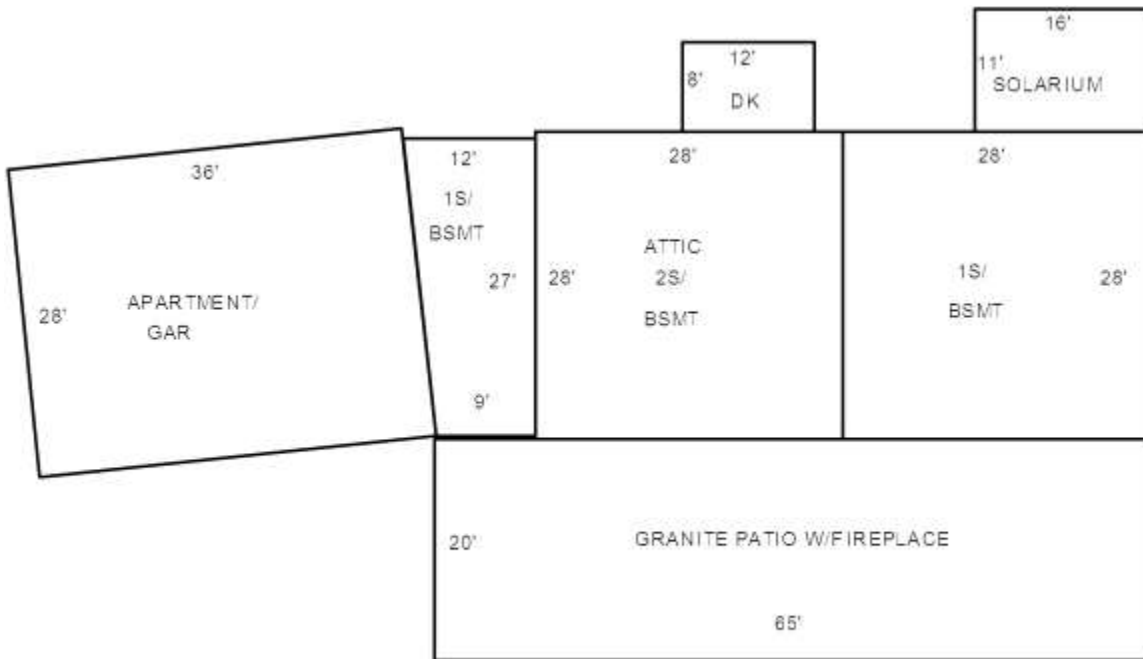 16'
11'
SOLARIUM
12'
8'
DK
36'
28'
APARTMENT/
GAR
12'
1S/
BSMT
27'
9'
28'
28'
ATTIC
2S/
BSMT
28'
1S/
BSMT
28'
20'
GRANITE PATIO W/FIREPLACE
65'